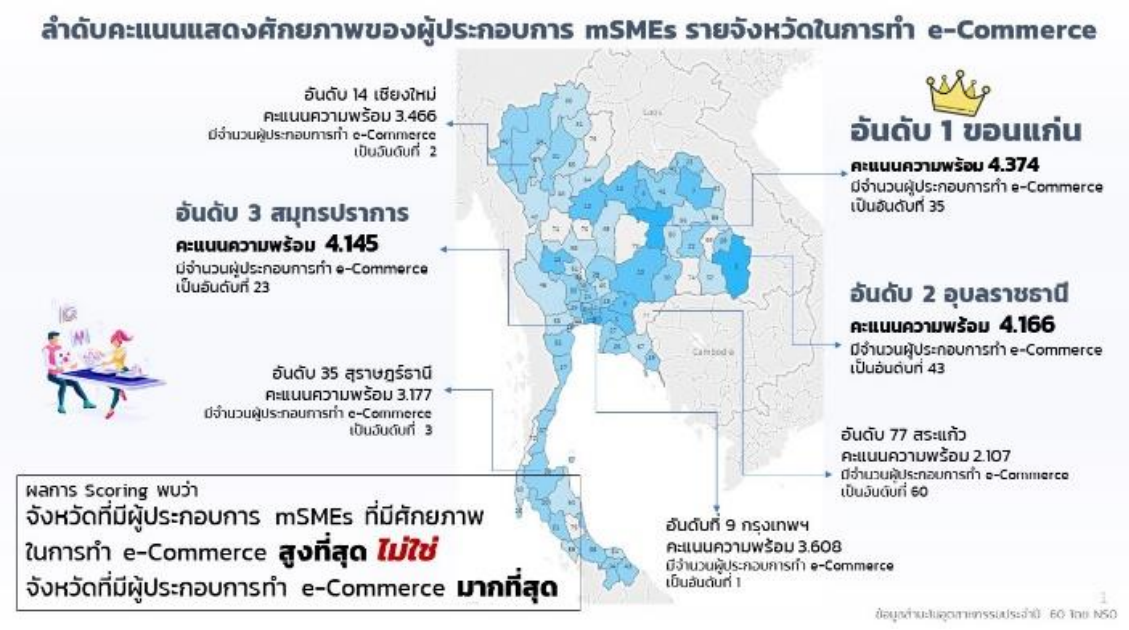 ลำดับคะแนนแสดงศักยภาพของผู้ประกอบการ mSMEs รายจังหวัดในการทำ e-Commerce
อันดับ 14 เชียงใหม่
คะแนนความพร้อม 3.466
มีจำนวนผู้ประกอบการทำ e-Commerce
เป็นอันดับที่ 2
อันดับ 1 ขอนแก่น
คะแนนความพร้อม 4.374
มีจำนวนผู้ประกอบการทำ e-Commerce
เป็นอันดับที่ 35
อันดับ 3 สมุทรปราการ
คะแนนความพร้อม 4.145
มีจำนวนผู้ประกอบการทำ e-Commerce
เป็นอันดับที่ 23
อันดับ 2 อุบลราชธานี
คะแนนความพร้อม 4.166
มีจำนวนผู้ประกอบการทำ e-Commerce
เป็นอันดับที่ 43
Laos
Cambodia
อันดับ 35 สุราษฎร์ธานี
คะแนนความพร้อม 3.177
มีจำนวนผู้ประกอบการทำ e-Commerce
เป็นอันดับที่ 3
อันดับ 77 สระแก้ว
คะแนนความพร้อม 2.107
มีจำนวนผู้ประกอบการทำ e-Commerce
เป็นอันดับที่ 60
อันดับที่ 9 กรุงเทพฯ
คะแนนความพร้อม 3.608
มีจำนวนผู้ประกอบการทำ e-Commerce
เป็นอันดับที่ 1
ผลการ Scoring พบว่า
จังหวัดที่มีผู้ประกอบการ mSMEs ที่มีศักยภาพ
ในการทำ e-Commerce สูงที่สุด ไม่ใช่
จังหวัดที่มีผู้ประกอบการทำ e-Commerce มากที่สุด
1
60 โดย NSO